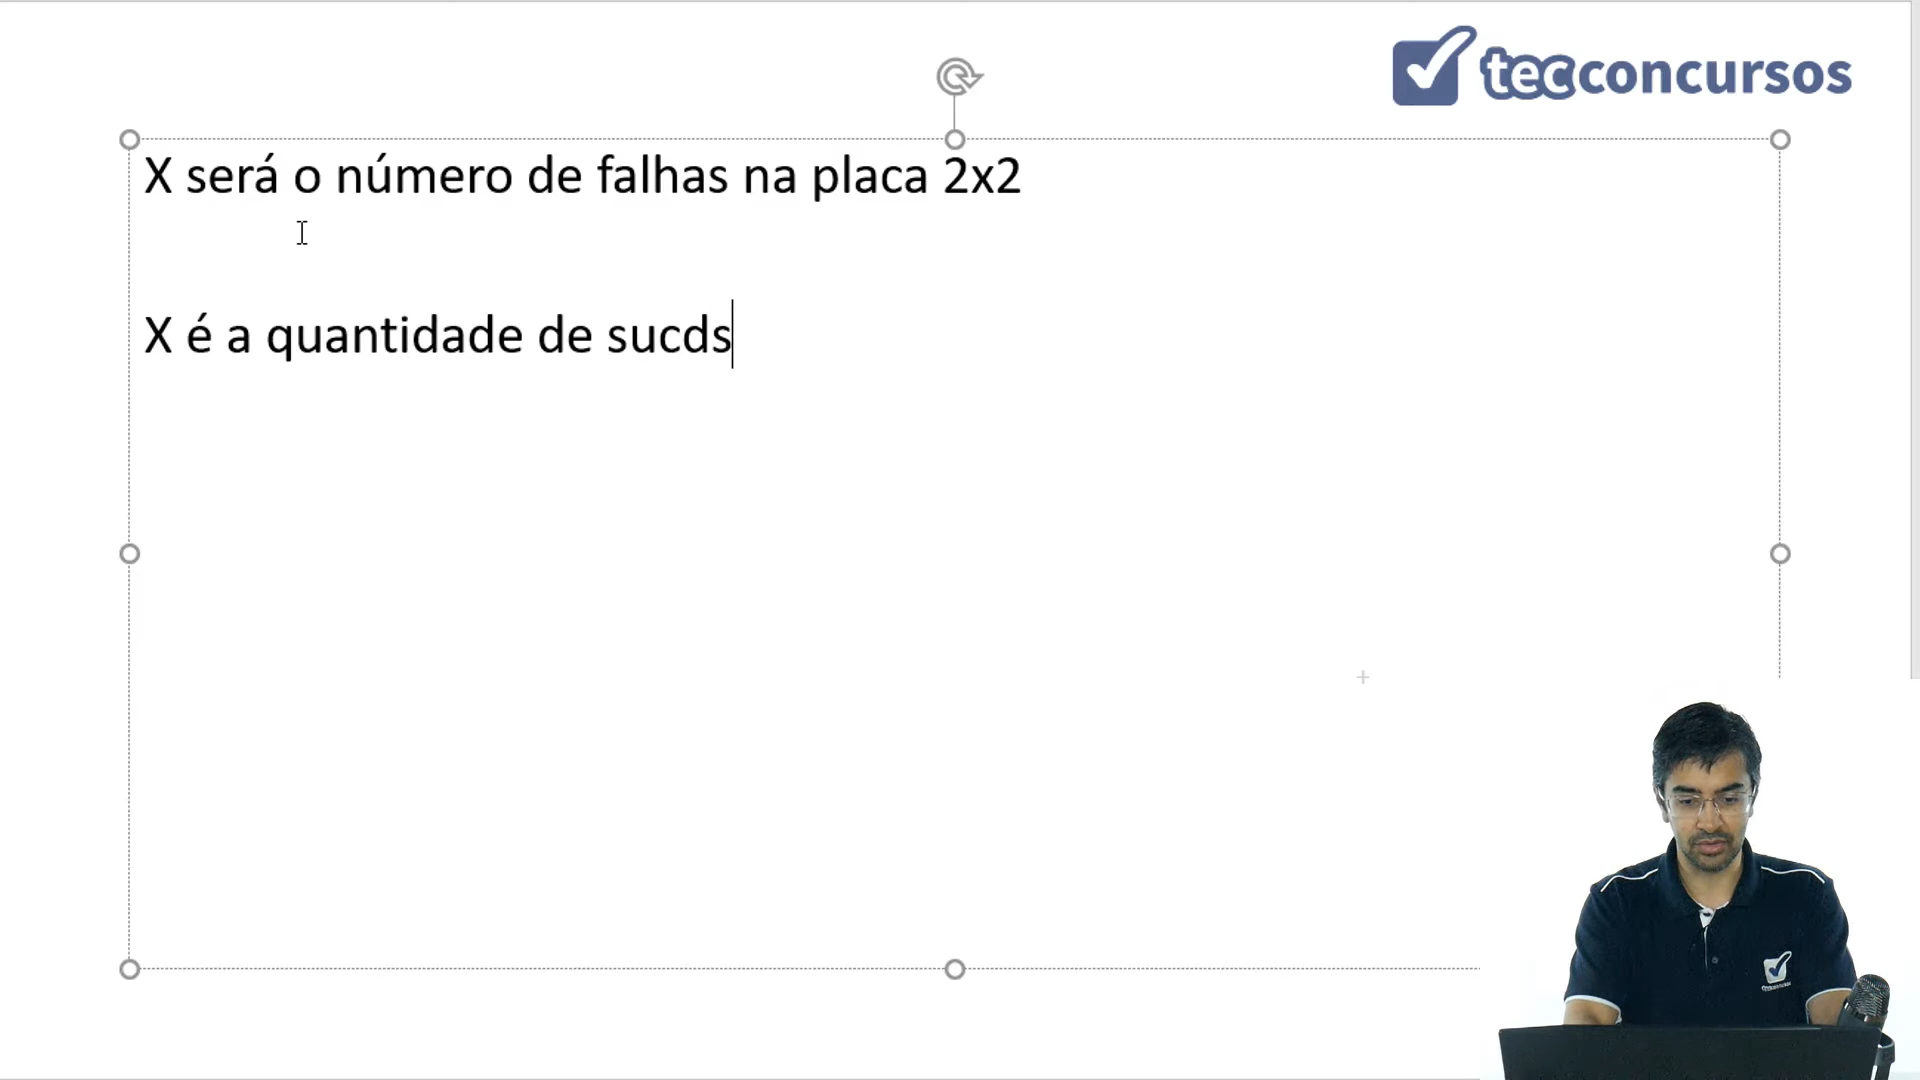 tecconcursos
X será o número de falhas na placa 2x2
X é a quantidade de sucds